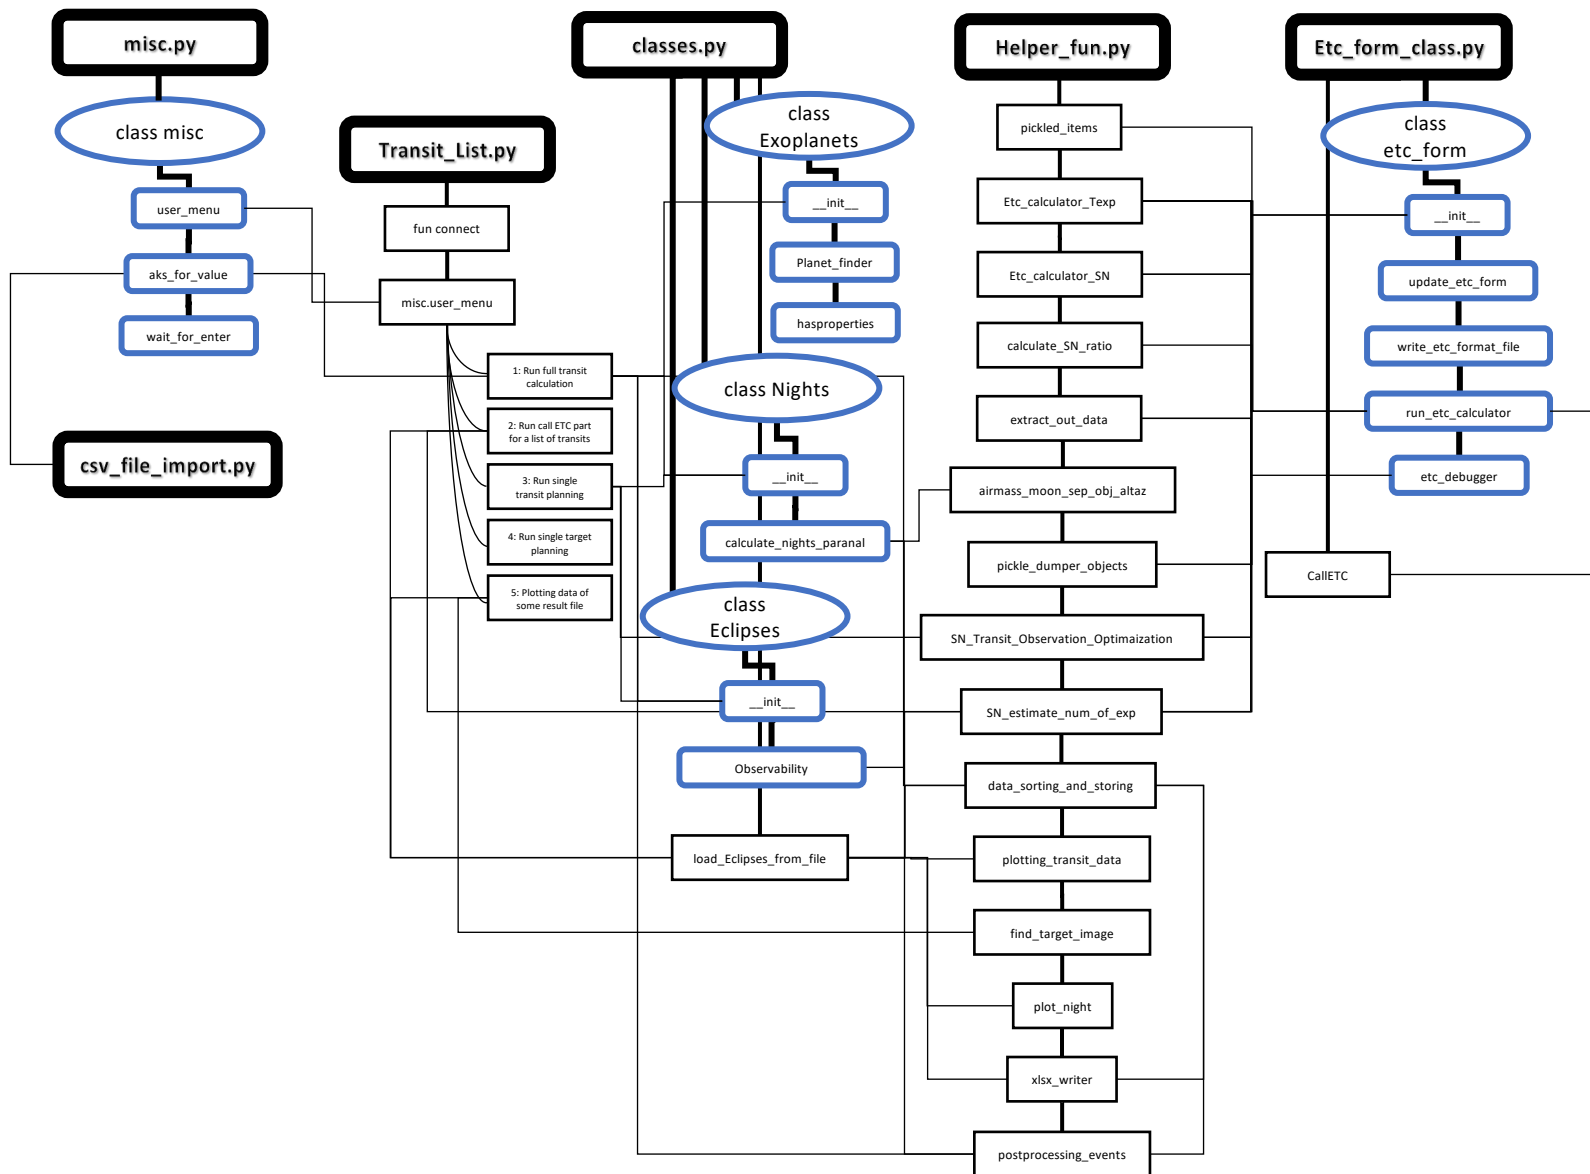 misc.py
class misc
user_menu
aks_for_value
wait_for_enter
csv_file_import.py
Transit_List.py
fun connect
misc.user_menu
1: Run full transit
calculation
2: Run call ETC part
for a list of transits
3: Run single
transit planning
4: Run single target
planning
5: Plotting data of
some result file
classes.py
class
Exoplanets
__init__
Planet_finder
hasproperties
class Nights
__init__
calculate_nights_paranal
class
Eclipses
__init__
Observability
load_Eclipses_from_file
Helper_fun.py
pickled_items
Etc_calculator_Texp
Etc_calculator_SN
calculate_SN_ratio
extract_out_data
airmass_moon_sep_obj_altaz
pickle_dumper_objects
SN_Transit_Observation_Optimaization
SN_estimate_num_of_exp
data_sorting_and_storing
plotting_transit_data
find_target_image
plot_night
xlsx_writer
postprocessing_events
Etc_form_class.py
class
etc_form
__init__
update_etc_form
write_etc_format_file
run_etc_calculator
etc_debugger
CallETC